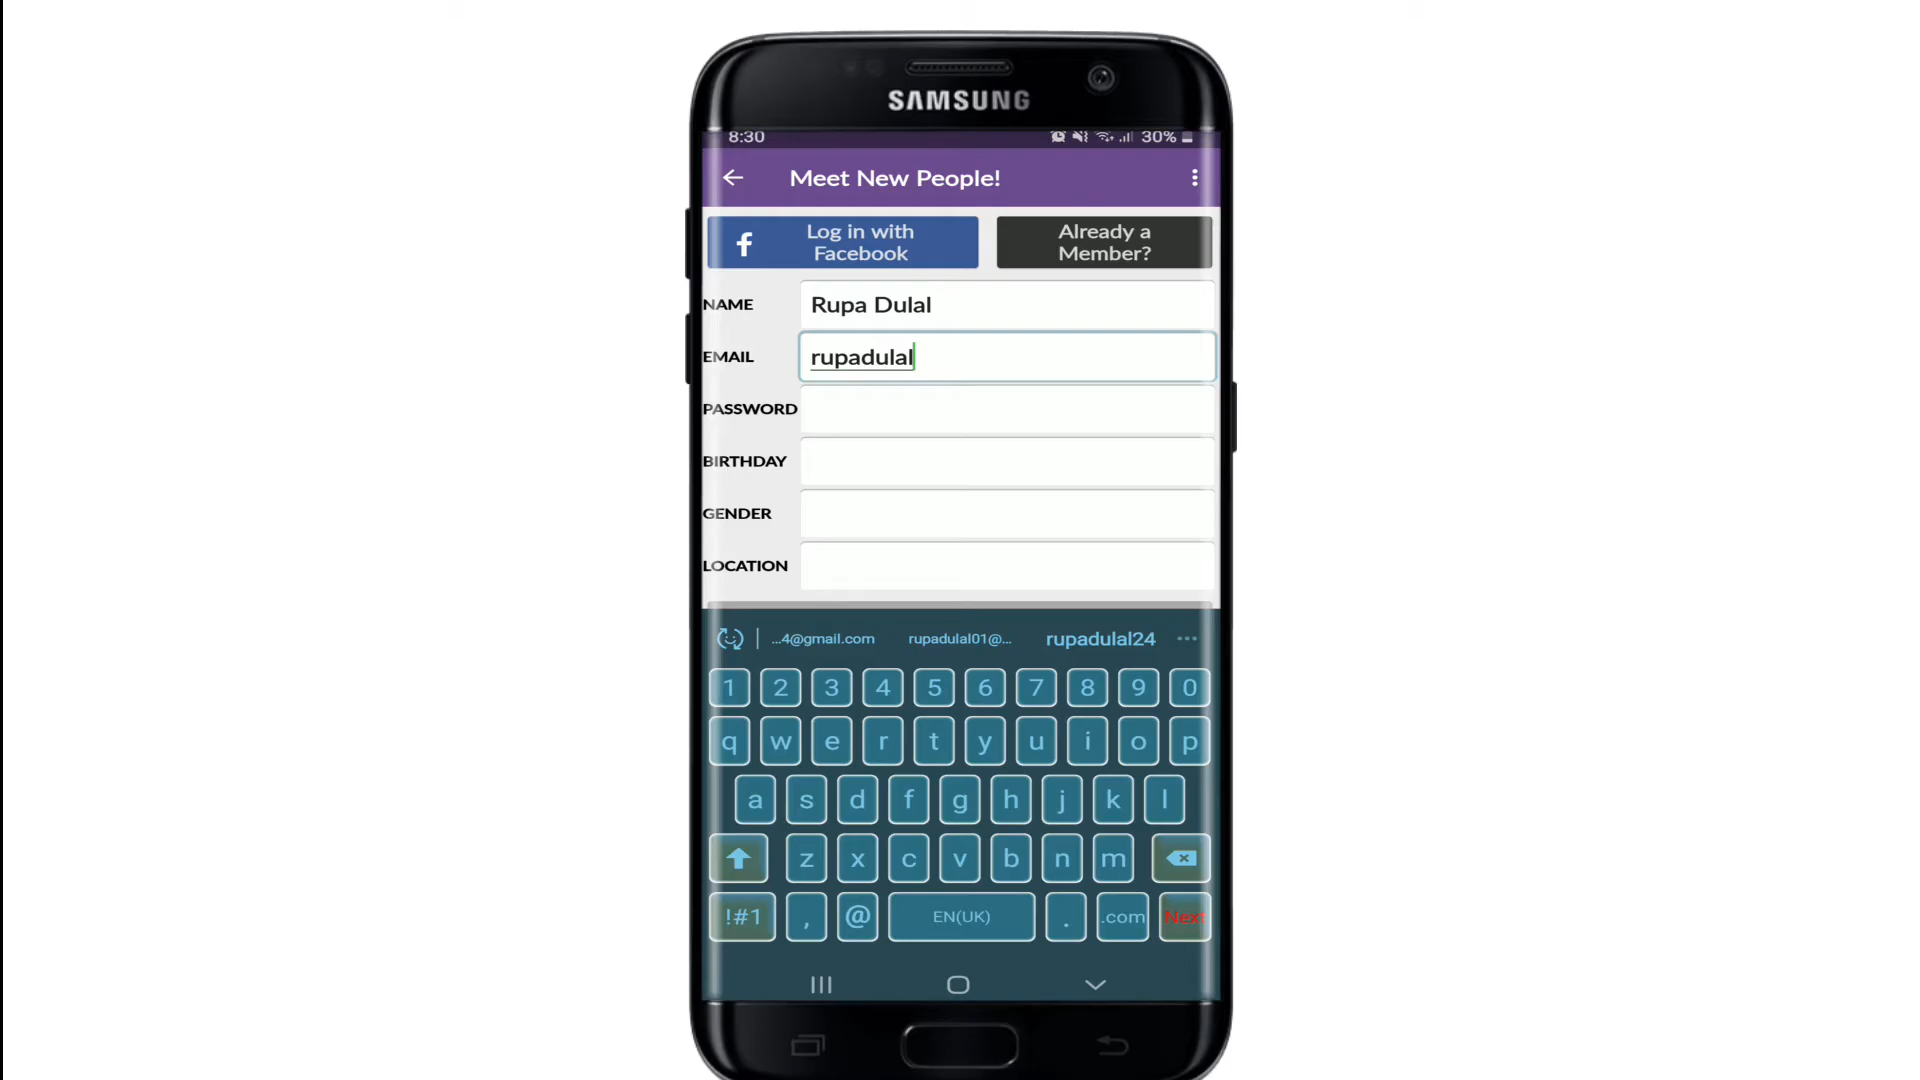 SAMSUNG
8:30 30%
Meet New People!
Log in with
Facebook
Already a
Member?
NAME Rupa Dulal
EMAIL rupadulal
PASSWORD
BIRTHDAY
GENDER
LOCATION
...4@gmail.com rupadulal01@... rupadulal24 ...
1 2 3 4 5 6 7 8 9 0
q w e r t y u i o p
a s d f g h j k l
z x c v b n m
!#1 , @ EN(UK) . .com Next